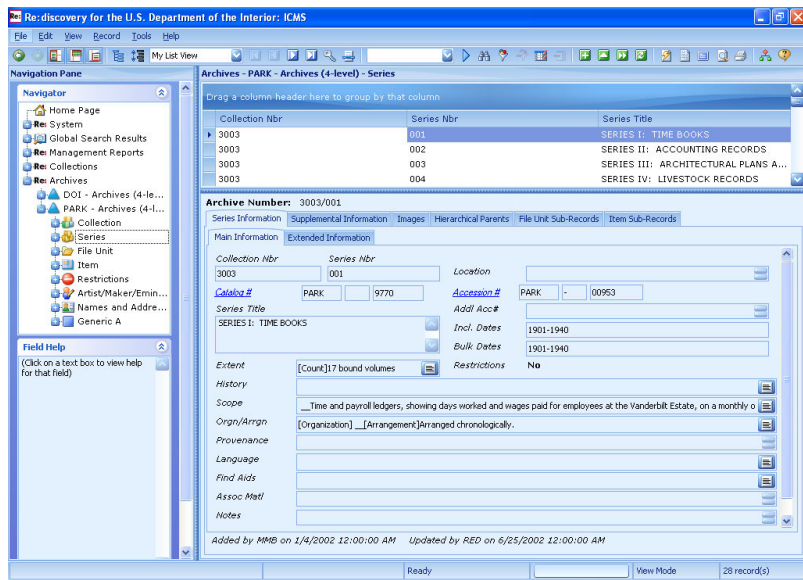 Re: Re:discovery for the U.S. Department of the Interior: ICMS
File Edit View Record Tools Help
My List View
Navigation Pane
Archives - PARK - Archives (4-level) - Series
Navigator
Home Page
Re: System
Global Search Results
Re: Management Reports
Re: Collections
Re: Archives
DOI - Archives (4-le...
PARK - Archives (4-l...
Collection
Series
File Unit
Item
Restrictions
Artist/Maker/Emin...
Names and Addre...
Generic A
Field Help
(Click on a text box to view help
for that field)
Drag a column header here to group by that column
Collection Nbr Series Nbr Series Title
3003 001 SERIES I: TIME BOOKS
3003 002 SERIES II: ACCOUNTING RECORDS
3003 003 SERIES III: ARCHITECTURAL PLANS A...
3003 004 SERIES IV: LIVESTOCK RECORDS
Archive Number: 3003/001
Series Information Supplemental Information Images Hierarchical Parents File Unit Sub-Records Item Sub-Records
Main Information Extended Information
Collection Nbr Series Nbr
3003 001 Location
Catalog # PARK 9770 Accession # PARK - 00953
Series Title Addl Acc#
SERIES I: TIME BOOKS Incl. Dates 1901-1940
Bulk Dates 1901-1940
Extent [Count]17 bound volumes Restrictions No
History
Scope __Time and payroll ledgers, showing days worked and wages paid for employees at the Vanderbilt Estate, on a monthly o
Orgn/Arrgn [Organization] __[Arrangement]Arranged chronologically.
Provenance
Language
Find Aids
Assoc Matl
Notes
Added by MMB on 1/4/2002 12:00:00 AM Updated by RED on 6/25/2002 12:00:00 AM
Ready View Mode 28 record(s)